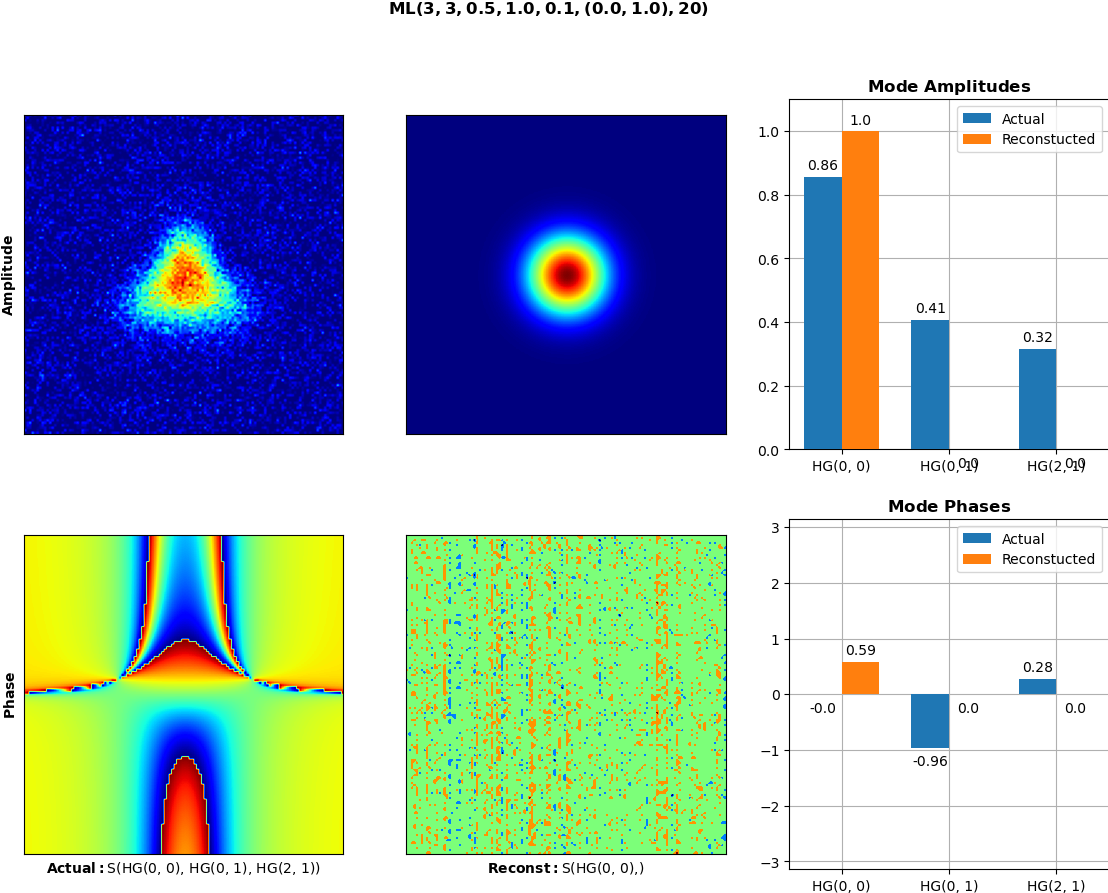 ML(3, 3, 0.5, 1.0, 0.1, (0.0, 1.0), 20)
Amplitude
Mode Amplitudes
Actual
Reconstucted
1.0
0.8
0.6
0.4
0.2
0.0
0.86
1.0
0.41
0.0
0.32
0.0
HG(0, 0)
HG(0, 1)
HG(2, 1)
Phase
Actual: S(HG(0, 0), HG(0, 1), HG(2, 1))
Reconst: S(HG(0, 0),)
Mode Phases
Actual
Reconstucted
3
2
1
0
−1
−2
−3
-0.0
0.59
-0.96
0.0
0.28
0.0
HG(0, 0)
HG(0, 1)
HG(2, 1)